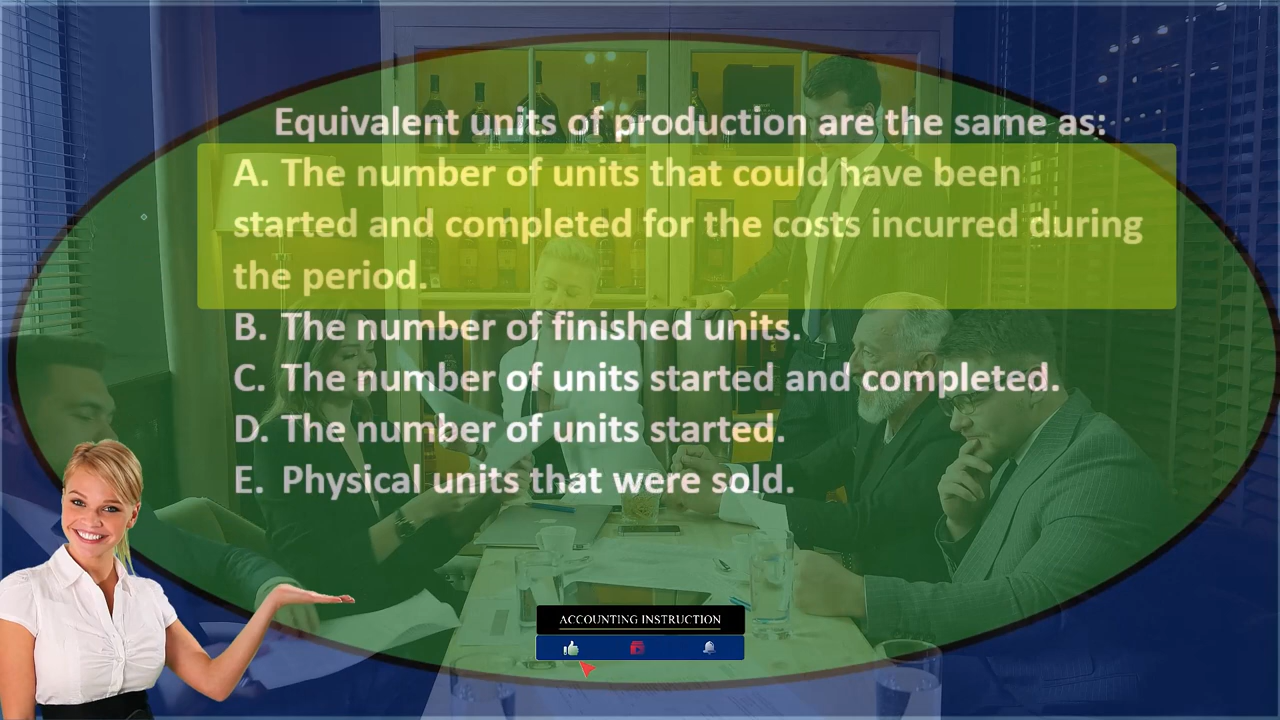 Equivalent units of production are the same as:
A. The number of units that could have been
started and completed for the costs incurred during
the period.
B. The number of finished units.
C. The number of units started and completed.
D. The number of units started.
E. Physical units that were sold.
ACCOUNTING INSTRUCTION